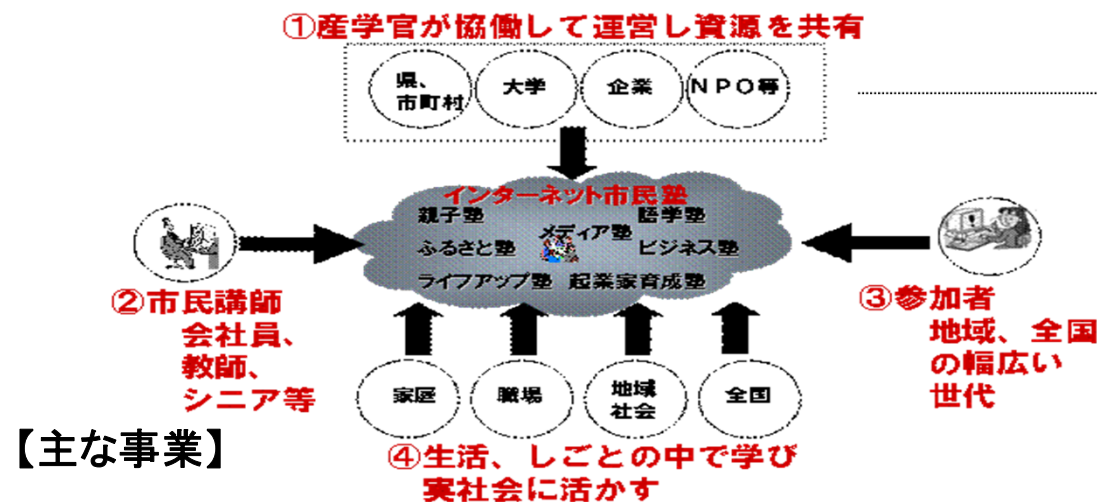 ①産学官が協働して運営し資源を共有
県、
市町村
大学
企業
ＮＰＯ等
インターネット市民塾
親子塾
語学塾
メディア塾
ふるさと塾
ビジネス塾
ライフアップ塾
起業家育成塾
②市民講師
会社員、
教師、
シニア等
③参加者
地域、全国
の幅広い
世代
家庭
職場
地域
社会
全国
【主な事業】
④生活、しごとの中で学び
実社会に活かす